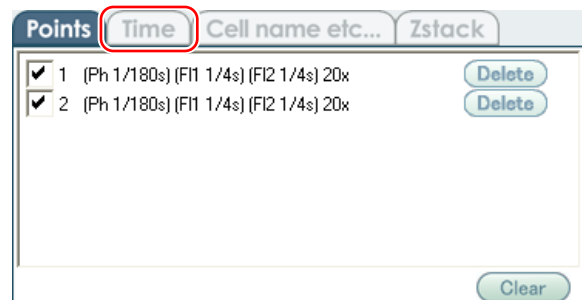 Points Time Cell name etc... Zstack
1 (Ph 1/180s) (Fl1 1/4s) (Fl2 1/4s) 20x Delete
2 (Ph 1/180s) (Fl1 1/4s) (Fl2 1/4s) 20x Delete
Clear